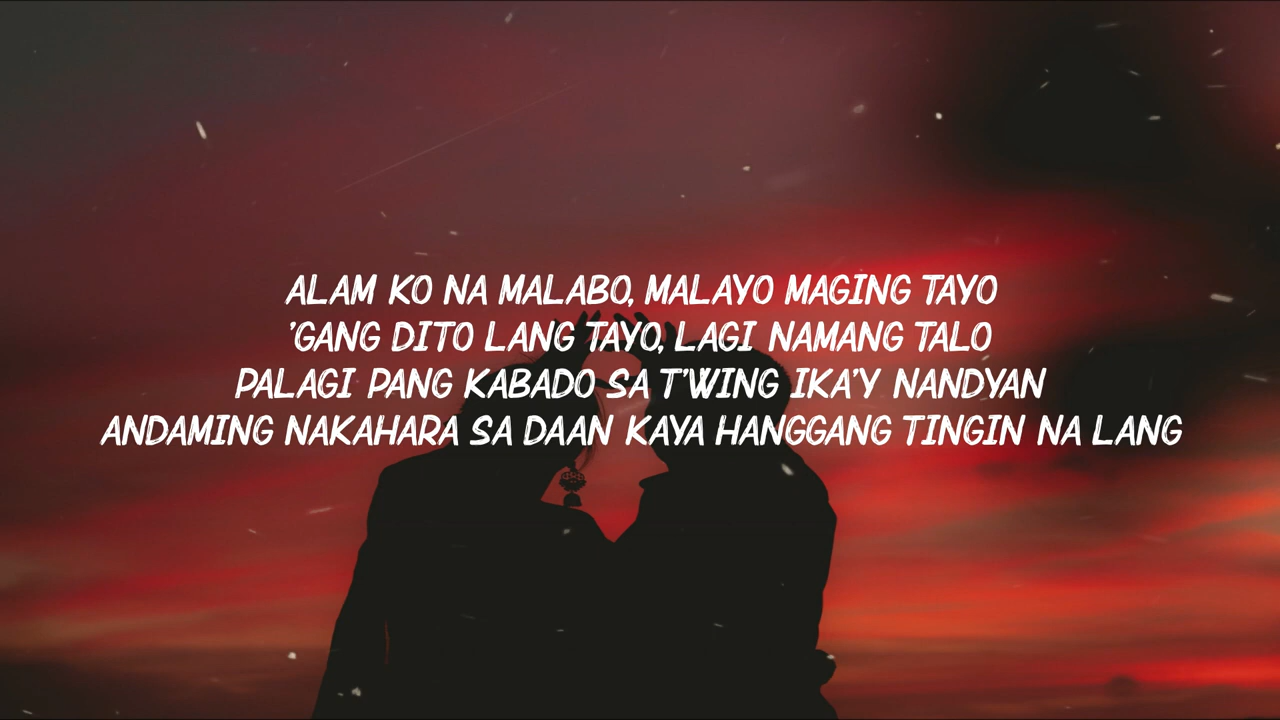 ALAM KO NA MALABO, MALAYO MAGING TAYO
'GANG DITO LANG TAYO, LAGI NAMANG TALO
PALAGI PANG KABADO SA T'WING IKA'Y NANDYAN
ANDAMING NAKAHARA SA DAAN KAYA HANGGANG TINGIN NA LANG